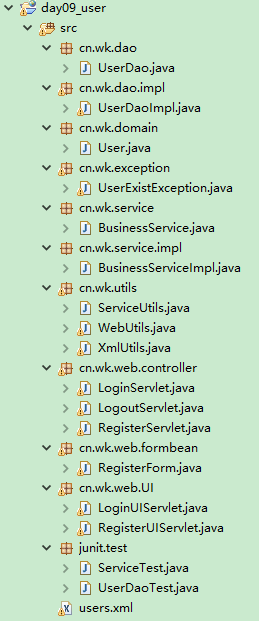 day09_user
src
cn.wk.dao
UserDao.java
cn.wk.dao.impl
UserDaoImpl.java
cn.wk.domain
User.java
cn.wk.exception
UserExistException.java
cn.wk.service
BusinessService.java
cn.wk.service.impl
BusinessServiceImpl.java
cn.wk.utils
ServiceUtils.java
WebUtils.java
XmlUtils.java
cn.wk.web.controller
LoginServlet.java
LogoutServlet.java
RegisterServlet.java
cn.wk.web.formbean
RegisterForm.java
cn.wk.web.UI
LoginUIServlet.java
RegisterUIServlet.java
junit.test
ServiceTest.java
UserDaoTest.java
users.xml